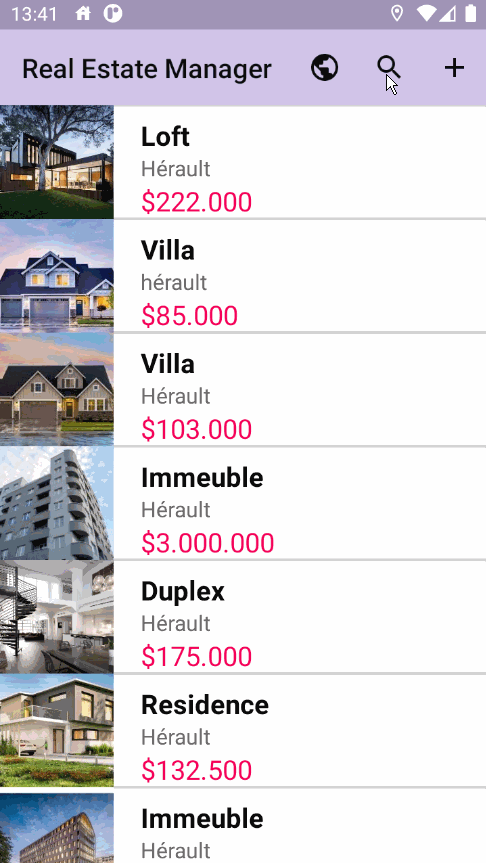 13:41
Real Estate Manager
Loft
Hérault
$222.000
Villa
hérault
$85.000
Villa
Hérault
$103.000
Immeuble
Hérault
$3.000.000
Duplex
Hérault
$175.000
Residence
Hérault
$132.500
Immeuble
Hérault